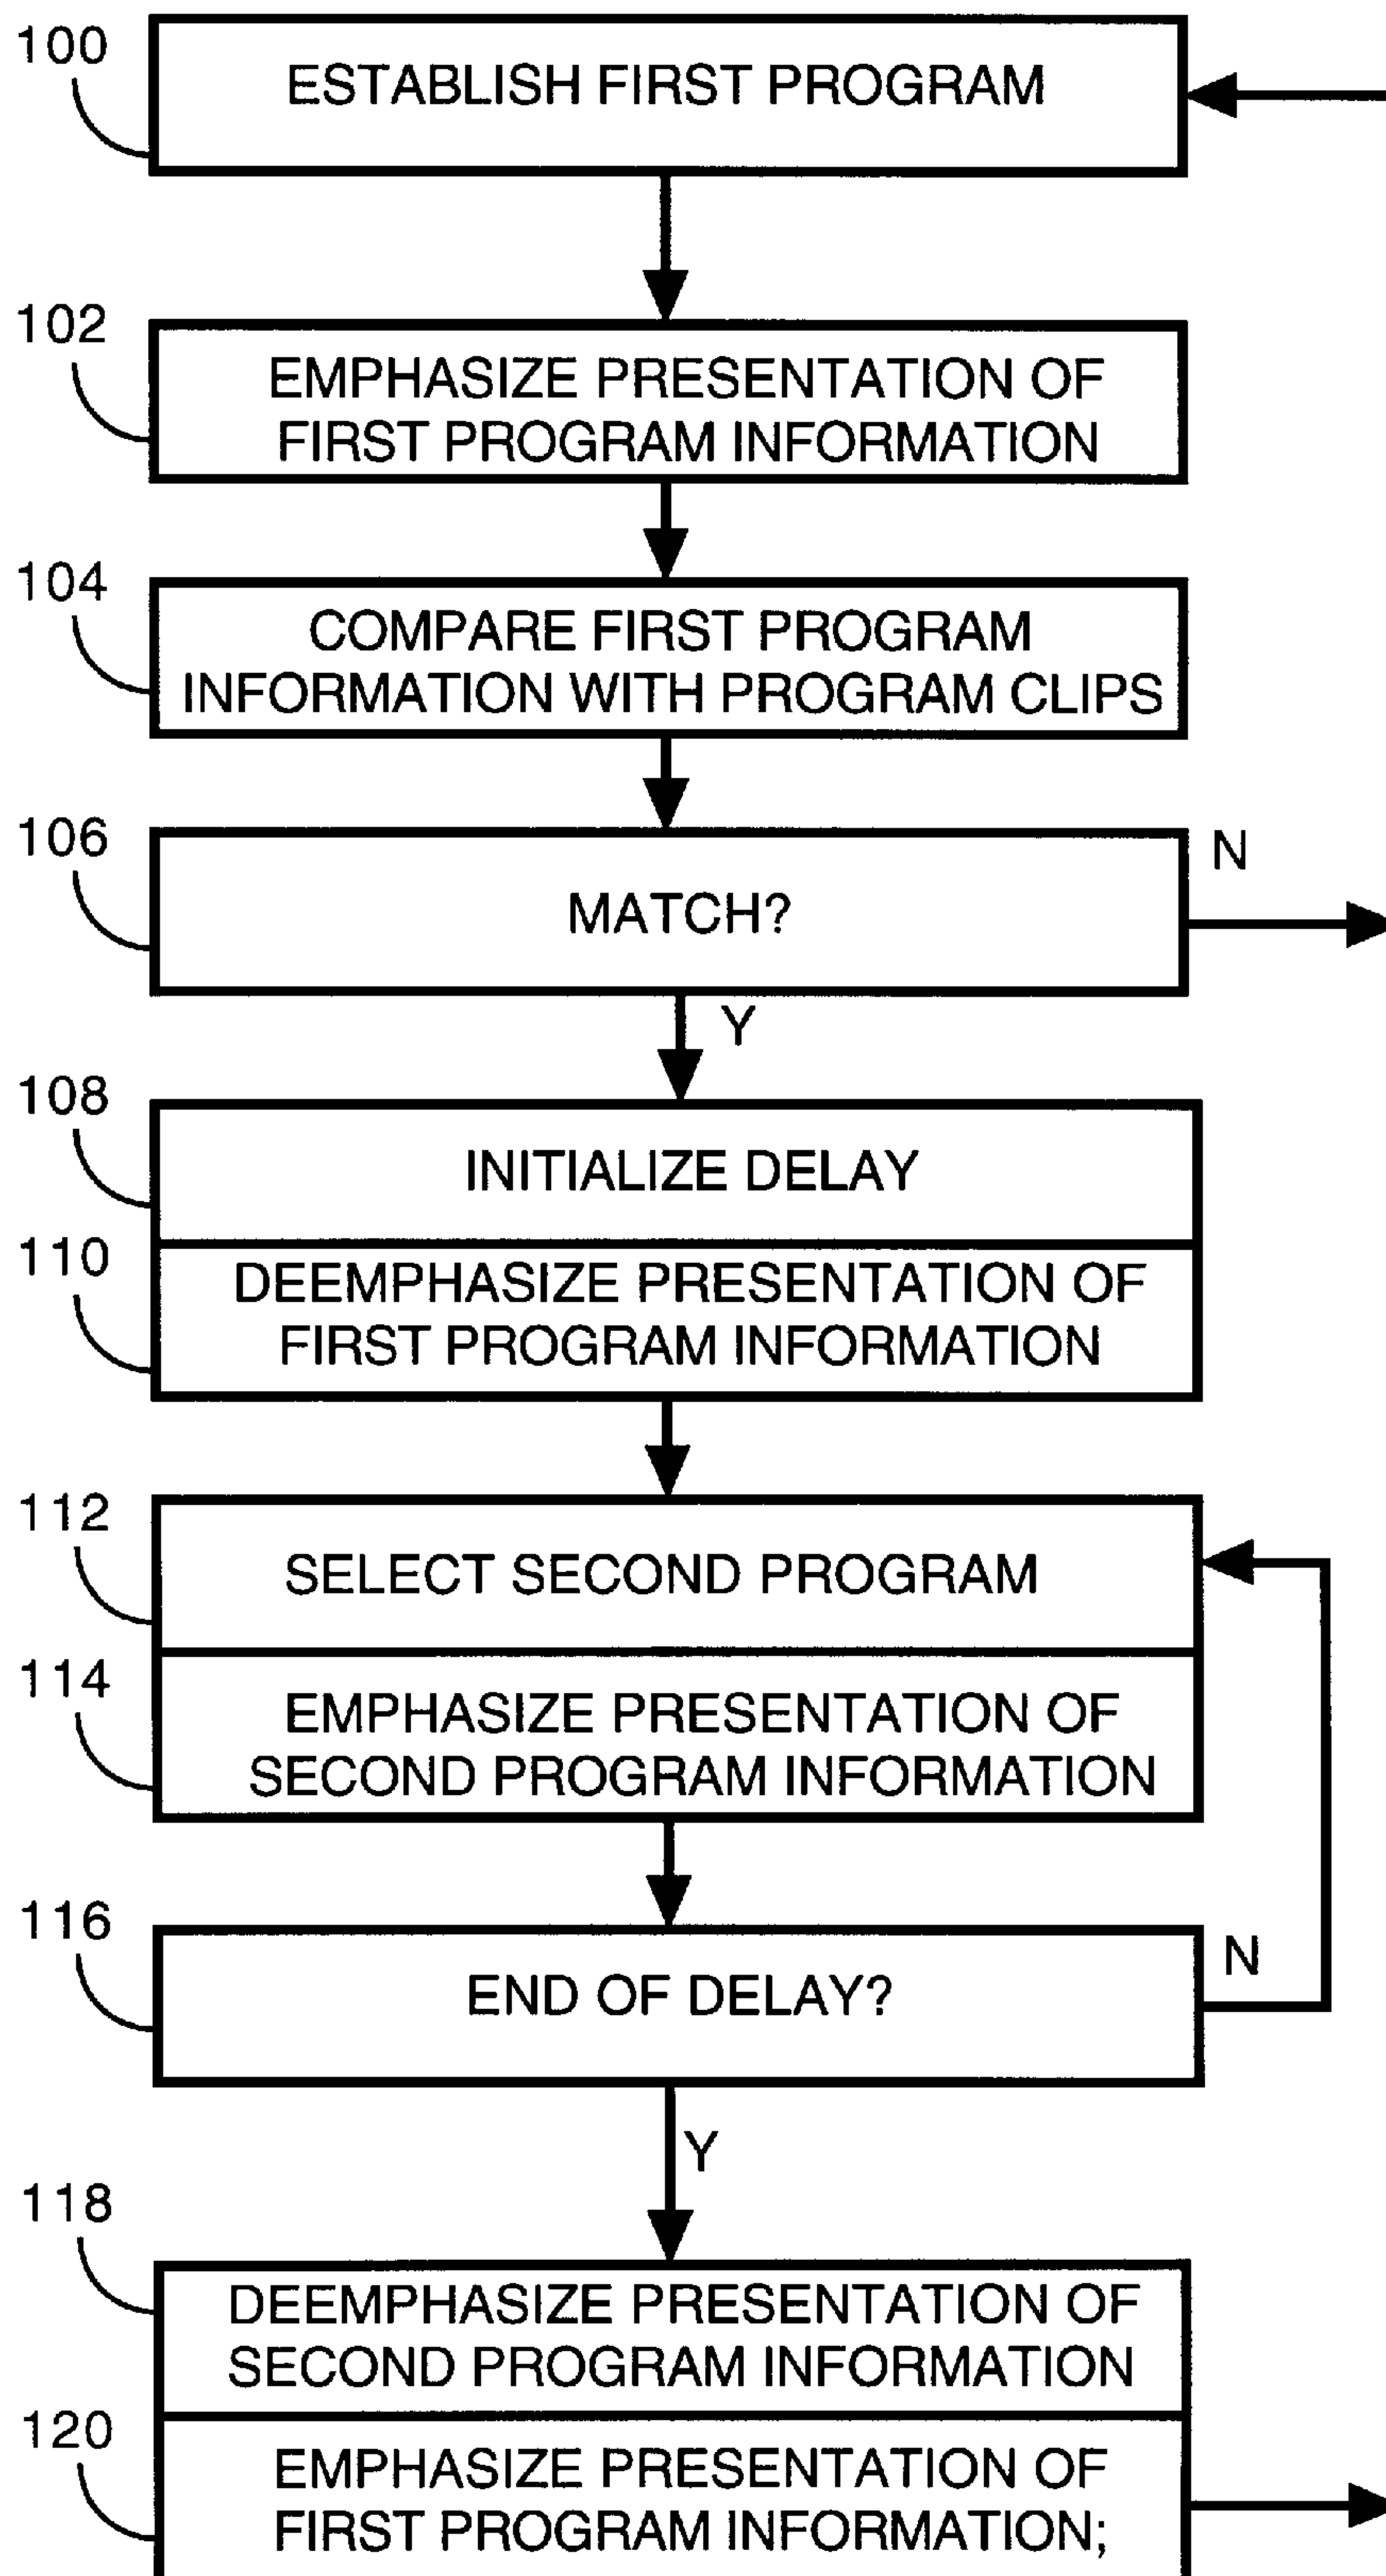 100
ESTABLISH FIRST PROGRAM
102
EMPHASIZE PRESENTATION OF
FIRST PROGRAM INFORMATION
104
COMPARE FIRST PROGRAM
INFORMATION WITH PROGRAM CLIPS
106
MATCH?
N
Y
108
INITIALIZE DELAY
110
DEEMPHASIZE PRESENTATION OF
FIRST PROGRAM INFORMATION
112
SELECT SECOND PROGRAM
114
EMPHASIZE PRESENTATION OF
SECOND PROGRAM INFORMATION
116
END OF DELAY?
N
Y
118
DEEMPHASIZE PRESENTATION OF
SECOND PROGRAM INFORMATION
120
EMPHASIZE PRESENTATION OF
FIRST PROGRAM INFORMATION;